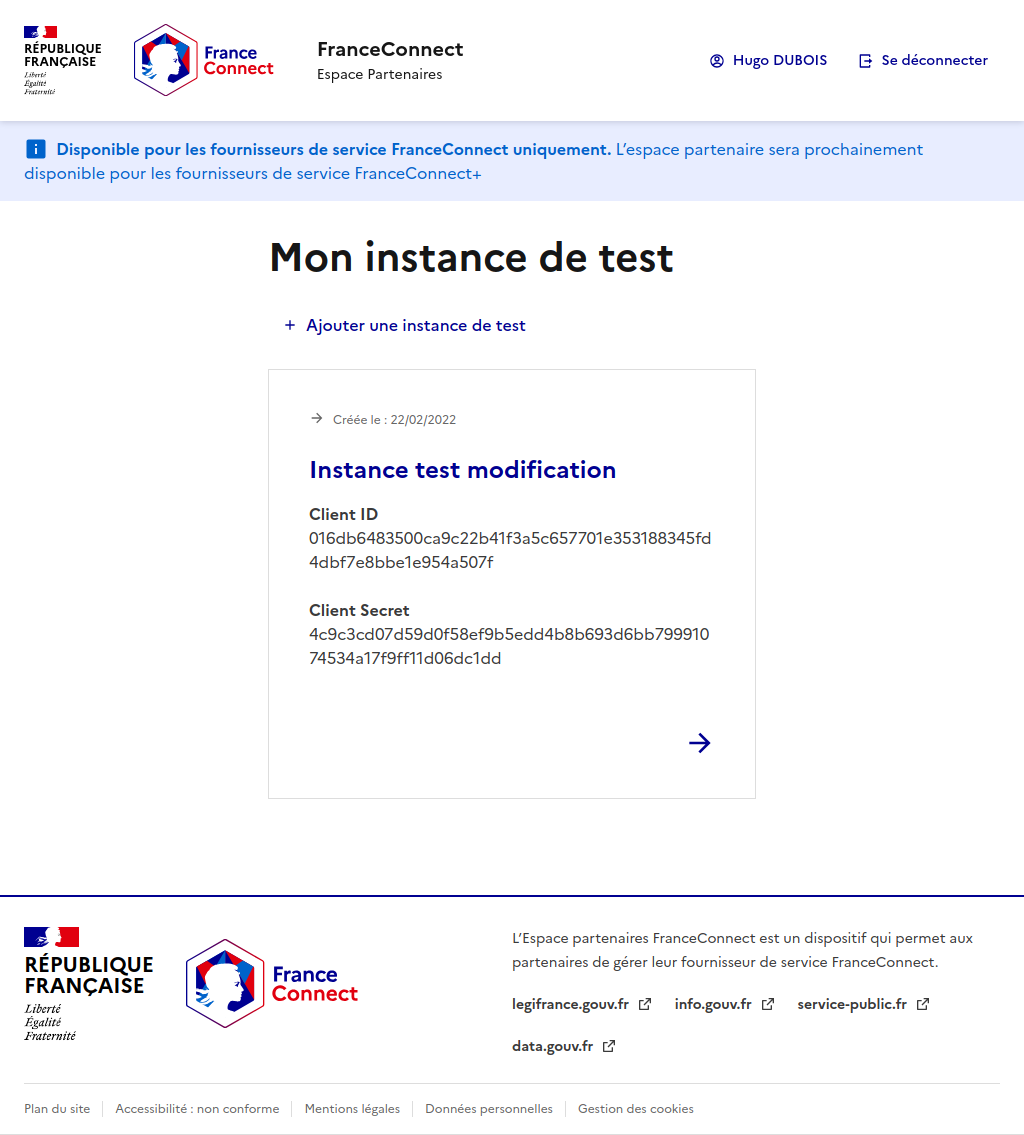 RÉPUBLIQUE
FRANÇAISE
Liberté
Égalité
Fraternité
France
Connect
FranceConnect
Espace Partenaires
Hugo DUBOIS
Se déconnecter
Disponible pour les fournisseurs de service FranceConnect uniquement. L’espace partenaire sera prochainement
disponible pour les fournisseurs de service FranceConnect+
Mon instance de test
+ Ajouter une instance de test
Créée le : 22/02/2022
Instance test modification
Client ID
016db6483500ca9c22b41f3a5c657701e353188345fd
4dbf7e8bbe1e954a507f
Client Secret
4c9c3cd07d59d0f58ef9b5edd4b8b693d6bb799910
74534a17f9ff11d06dc1dd
RÉPUBLIQUE
FRANÇAISE
Liberté
Égalité
Fraternité
France
Connect
L’Espace partenaires FranceConnect est un dispositif qui permet aux
partenaires de gérer leur fournisseur de service FranceConnect.
legifrance.gouv.fr info.gouv.fr service-public.fr
data.gouv.fr
Plan du site Accessibilité : non conforme Mentions légales Données personnelles Gestion des cookies